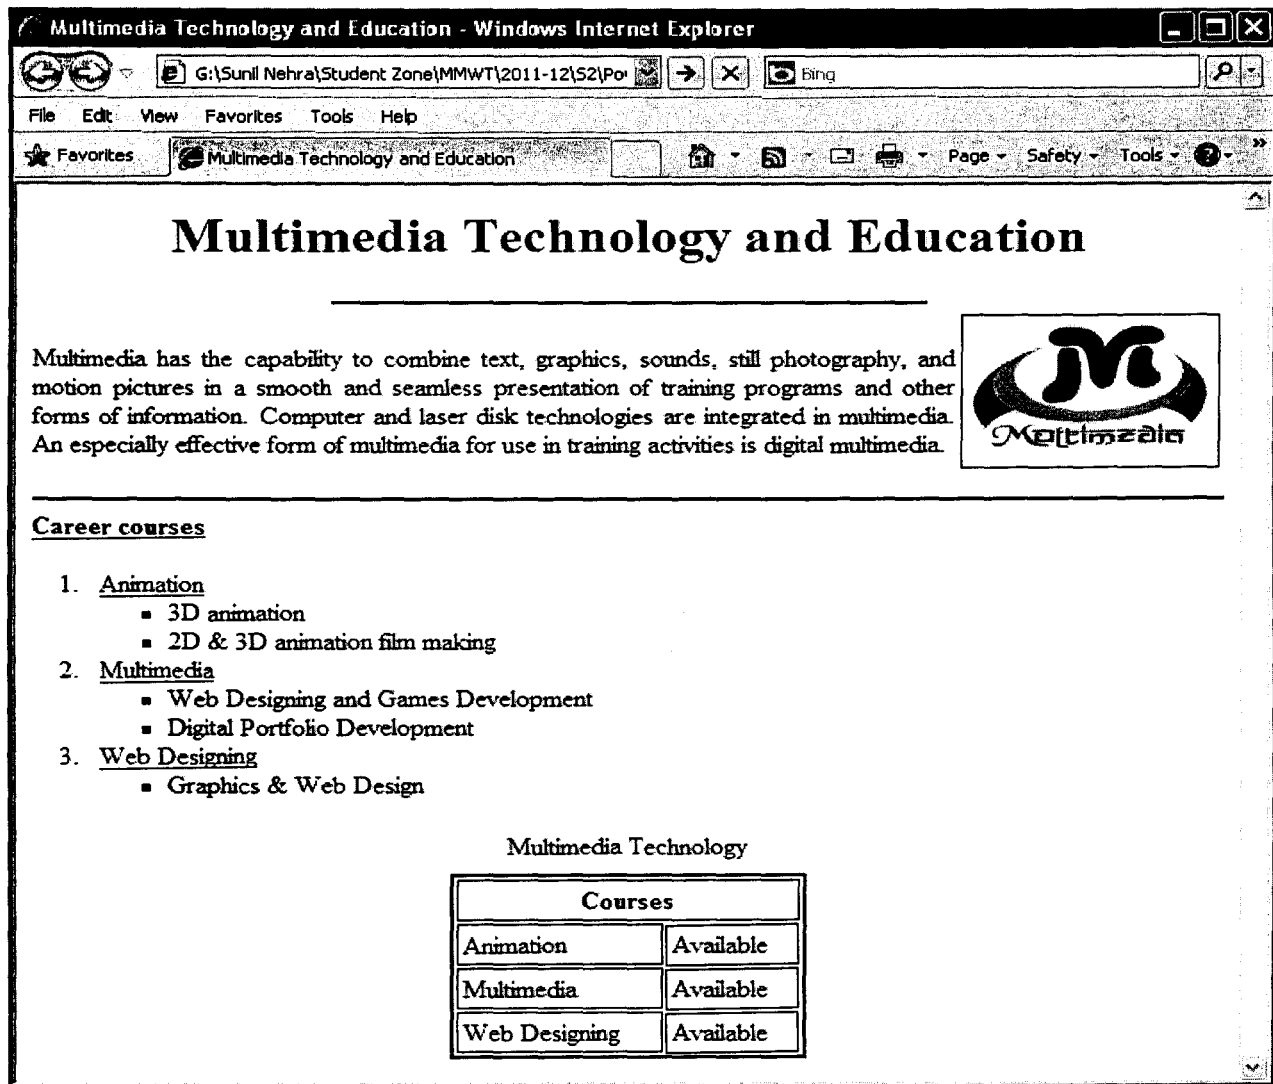 Multimedia Technology and Education - Windows Internet Explorer
G:\Sunil Nehra\Student Zone\MMWT\2011-12\S2\Po
Bing
File Edit View Favorites Tools Help
Favorites Multimedia Technology and Education Page Safety Tools
Multimedia Technology and Education
Multimedia has the capability to combine text, graphics, sounds, still photography, and
motion pictures in a smooth and seamless presentation of training programs and other
forms of information. Computer and laser disk technologies are integrated in multimedia.
An especially effective form of multimedia for use in training activities is digital multimedia.
M
Career courses
1. Animation
▪ 3D animation
▪ 2D & 3D animation film making
2. Multimedia
▪ Web Designing and Games Development
▪ Digital Portfolio Development
3. Web Designing
▪ Graphics & Web Design
Multimedia Technology
Courses
Animation Available
Multimedia Available
Web Designing Available